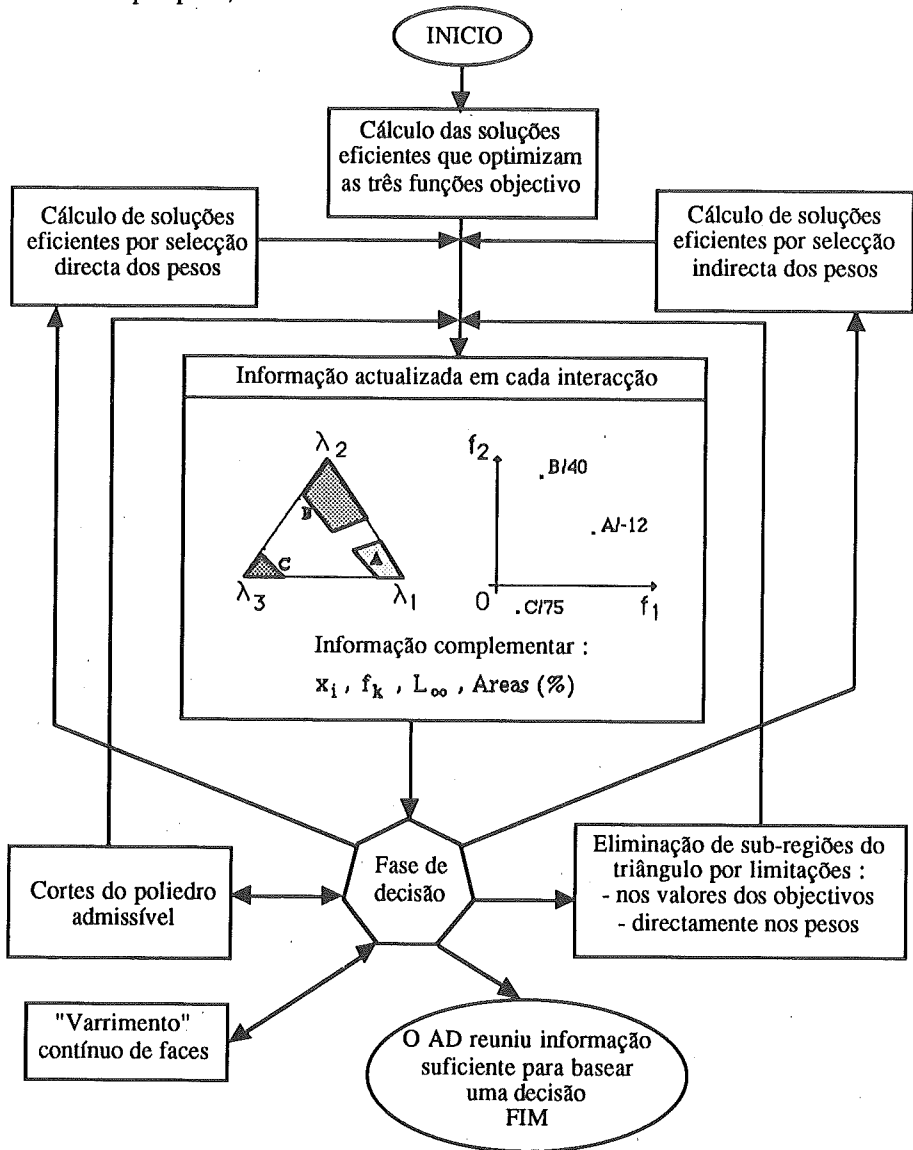 INICIO
Cálculo das soluções
eficientes que optimizam
as três funções objectivo
Cálculo de soluções
eficientes por selecção
directa dos pesos
Cálculo de soluções
eficientes por selecção
indirecta dos pesos
Informação actualizada em cada interacção
λ2
B
A
C
λ3
λ1
f2
B/40
A/-12
0
C/75
f1
Informação complementar :
xi , fk , L∞ , Areas (%)
Fase de
decisão
Cortes do poliedro
admissível
Eliminação de sub-regiões do
triângulo por limitações :
- nos valores dos objectivos
- directamente nos pesos
"Varrimento"
contínuo de faces
O AD reuniu informação
suficiente para basear
uma decisão
FIM